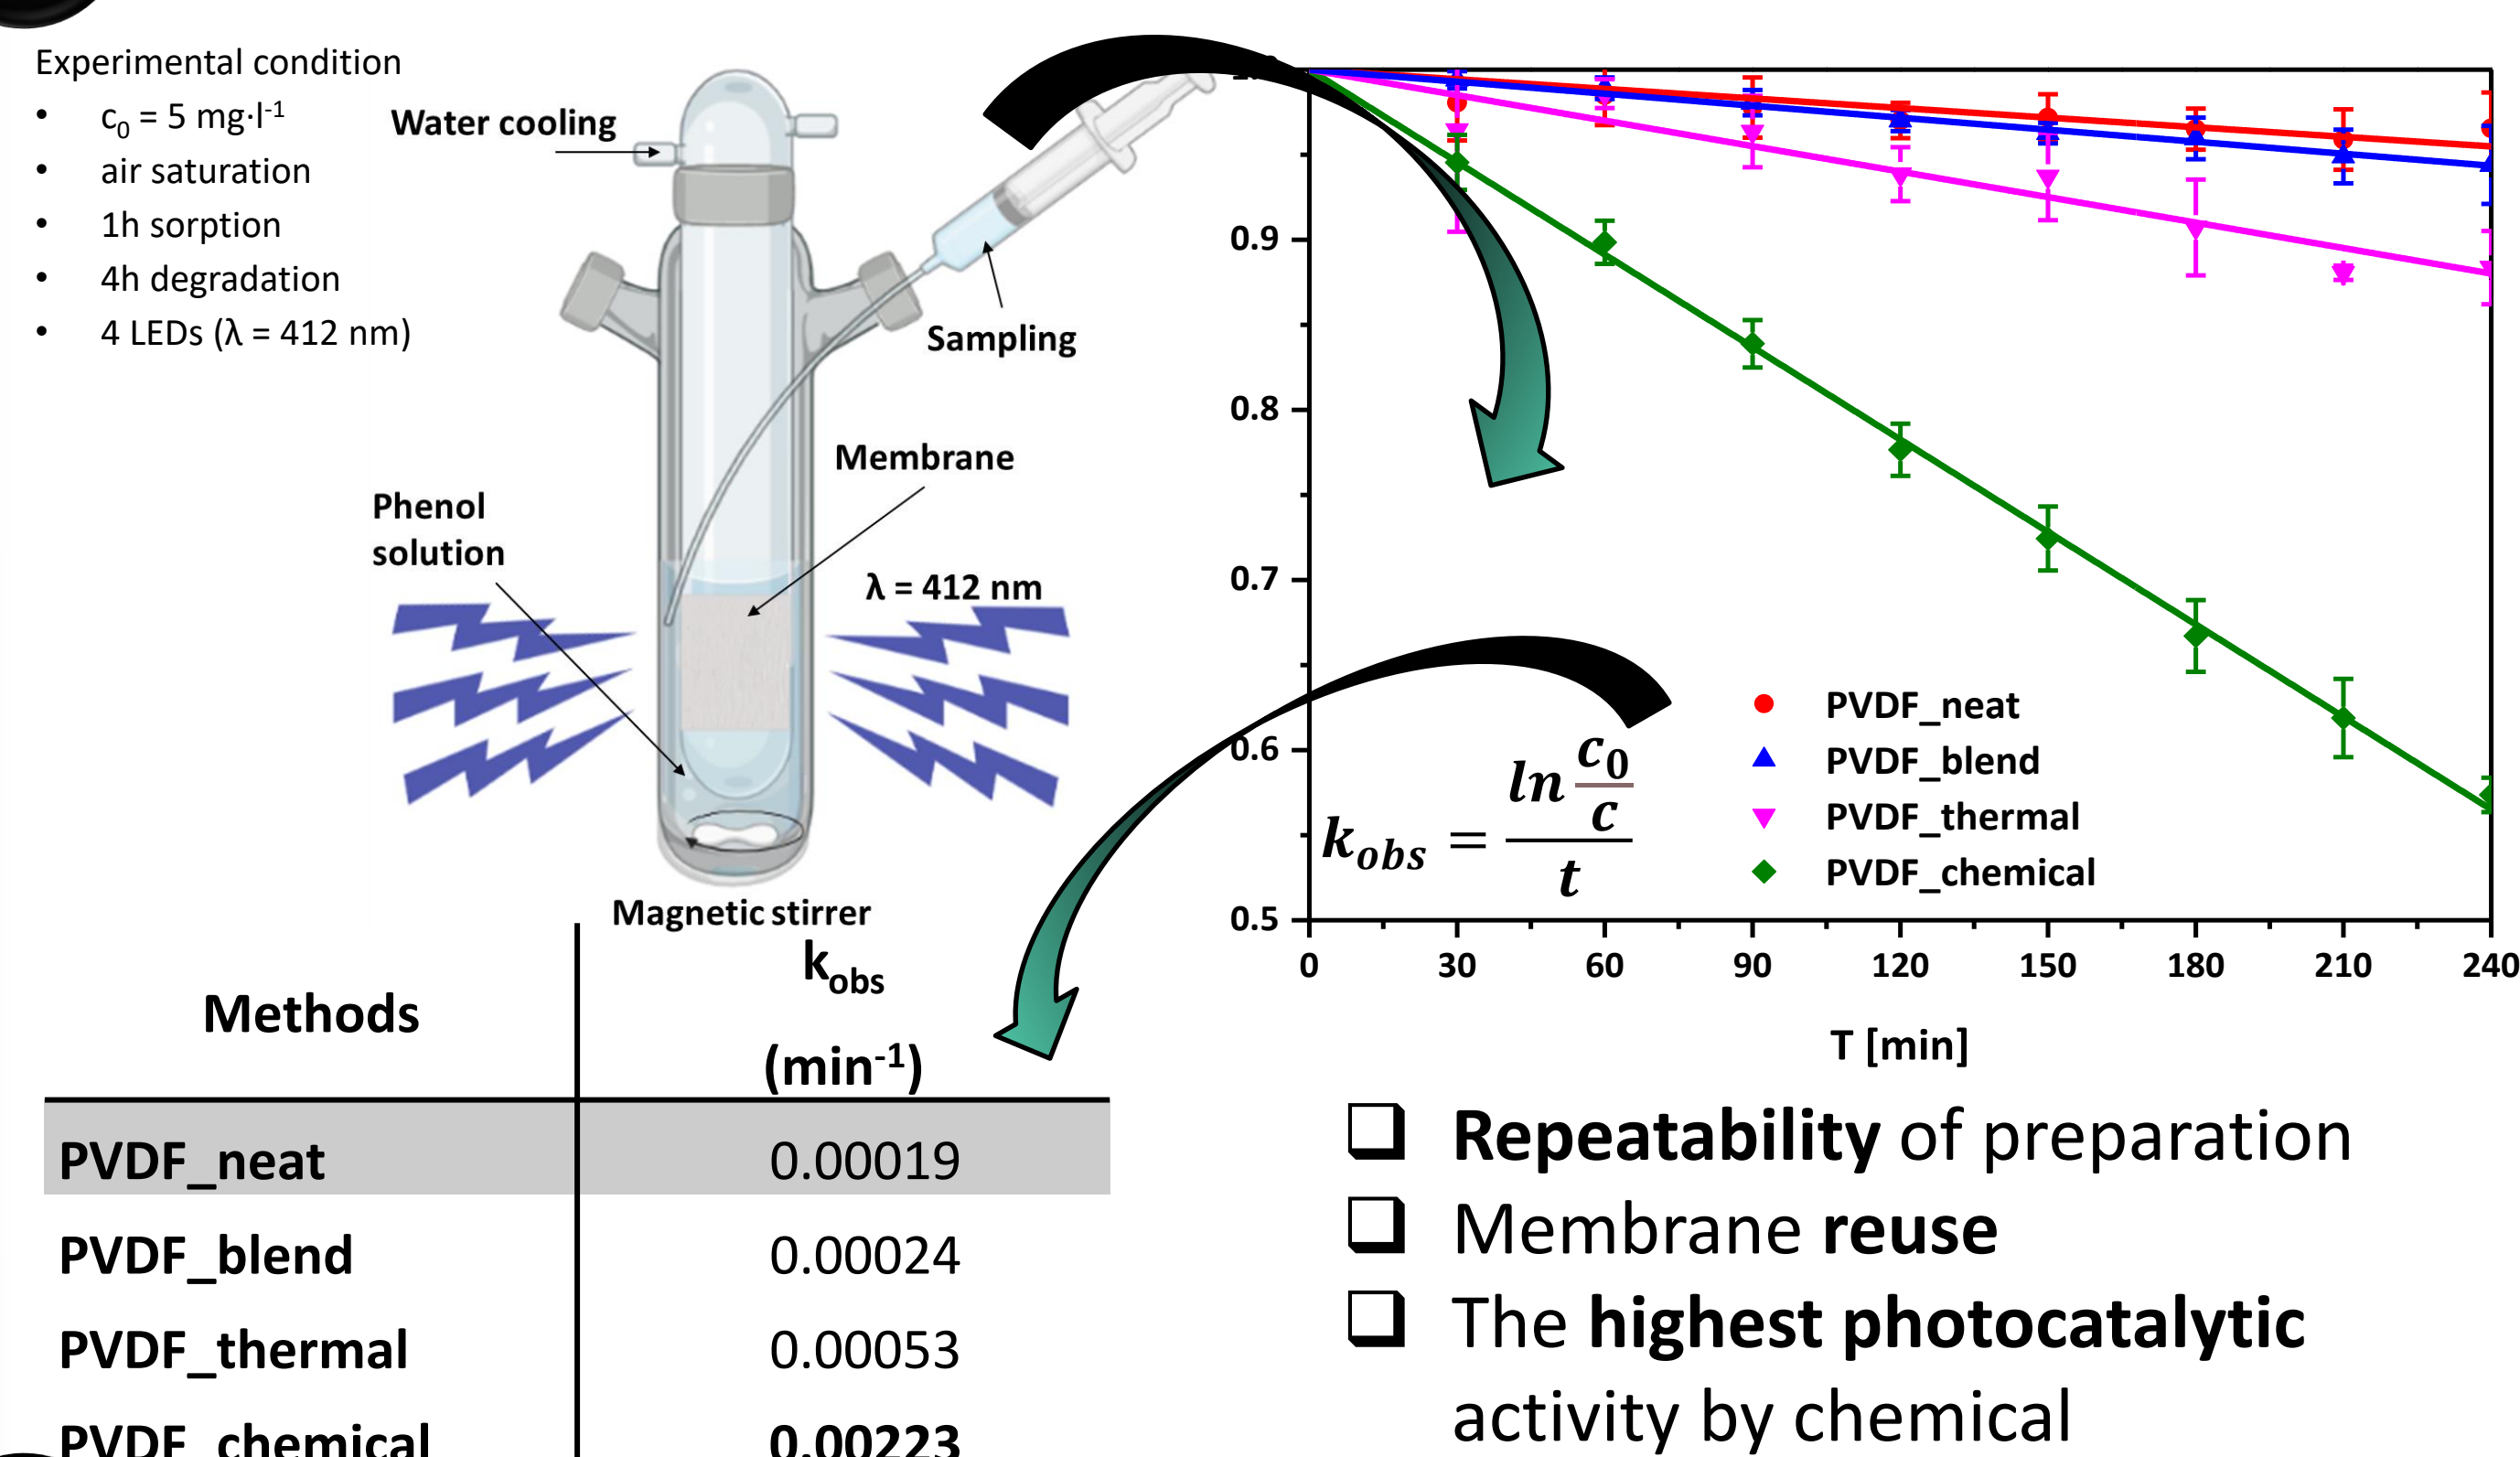 Experimental condition
• c₀ = 5 mg·l⁻¹
• air saturation
• 1h sorption
• 4h degradation
• 4 LEDs (λ = 412 nm)
Water cooling
Sampling
Membrane
Phenol
solution
λ = 412 nm
Magnetic stirrer
0.9
0.8
0.7
0.6
0.5
0 30 60 90 120 150 180 210 240
T [min]
PVDF_neat
PVDF_blend
PVDF_thermal
PVDF_chemical
k_obs = ln(c₀/c) / t
Methods
k_obs
(min⁻¹)
PVDF_neat 0.00019
PVDF_blend 0.00024
PVDF_thermal 0.00053
PVDF_chemical 0.00223
❑ Repeatability of preparation
❑ Membrane reuse
❑ The highest photocatalytic
activity by chemical